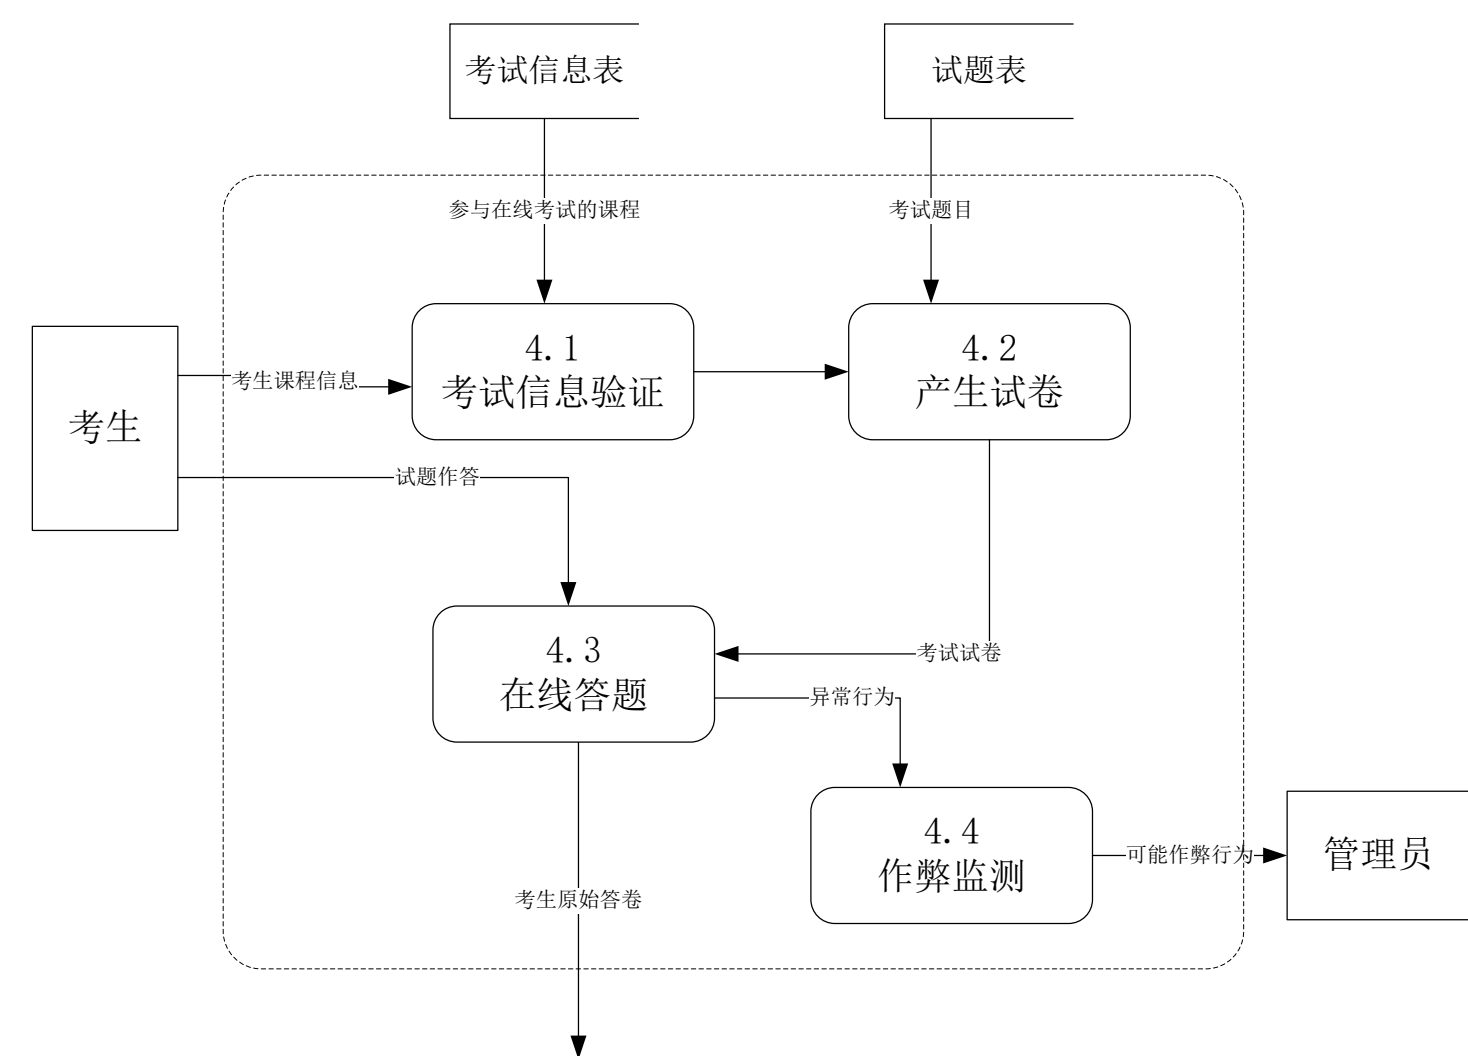 考试信息表
试题表
参与在线考试的课程
考试题目
4.1
考试信息验证
4.2
产生试卷
考生课程信息
考生
试题作答
4.3
在线答题
考试试卷
异常行为
4.4
作弊监测
可能作弊行为
管理员
考生原始答卷